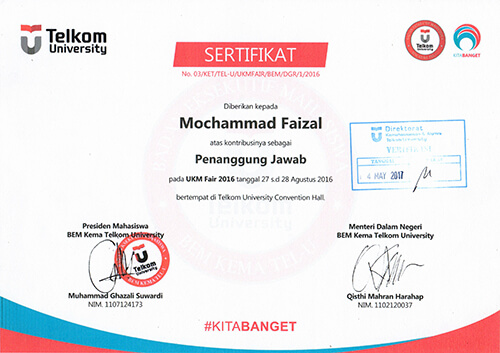 Telkom
University
KITABANGET
SERTIFIKAT
No. 03/KET/TEL-U/UKMFAIR/BEM/DGR/1/2016
Diberikan kepada
Mochammad Faizal
atas kontribusinya sebagai
Penanggung Jawab
pada UKM Fair 2016 tanggal 27 s.d 28 Agustus 2016
bertempat di Telkom University Convention Hall.
Direktorat
4 MAY 2017
Presiden Mahasiswa
BEM Kema Telkom University
Telkom
University
Muhammad Ghazali Suwardi
NIM. 1107124173
Menteri Dalam Negeri
BEM Kema Telkom University
Qisthi Mahran Harahap
NIM. 1102120037
#KITABANGET